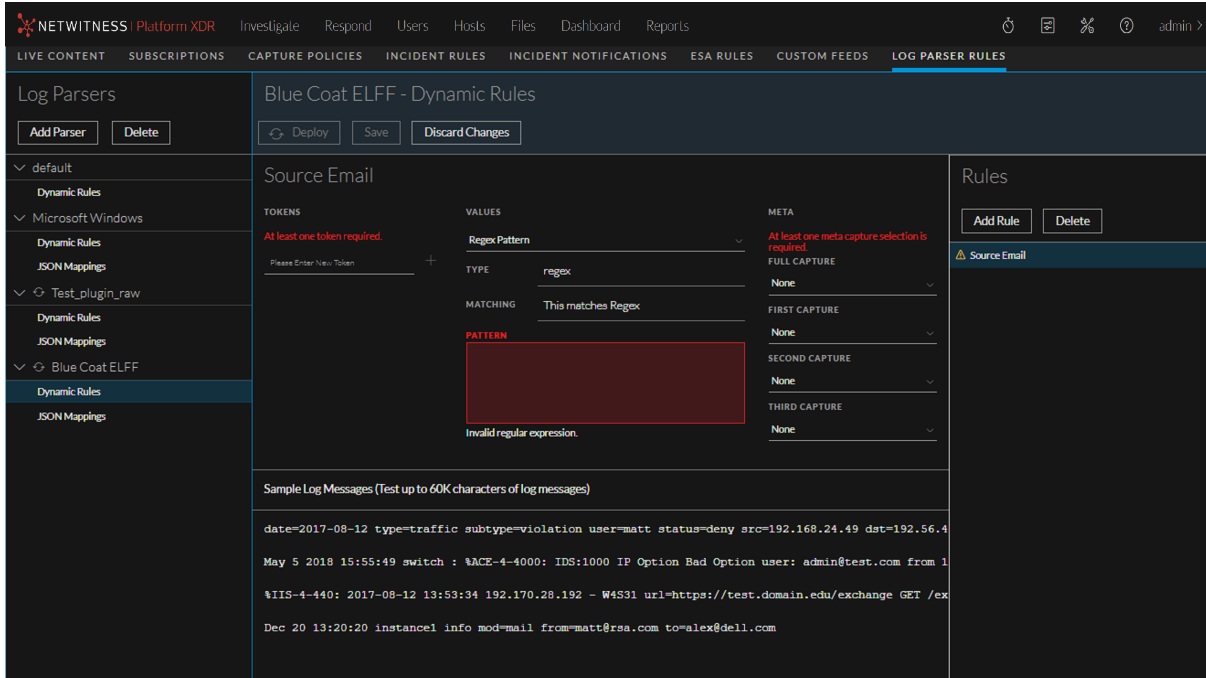 NETWITNESS | Platform XDR Investigate Respond Users Hosts Files Dashboard Reports admin >
LIVE CONTENT SUBSCRIPTIONS CAPTURE POLICIES INCIDENT RULES INCIDENT NOTIFICATIONS ESA RULES CUSTOM FEEDS LOG PARSER RULES
Log Parsers
Add Parser Delete
default
Dynamic Rules
Microsoft Windows
Dynamic Rules
JSON Mappings
Test_plugin_raw
Dynamic Rules
JSON Mappings
Blue Coat ELFF
Dynamic Rules
JSON Mappings
Blue Coat ELFF - Dynamic Rules
Deploy Save Discard Changes
Source Email
TOKENS
At least one token required.
Please Enter New Token +
VALUES
Regex Pattern
TYPE regex
MATCHING This matches Regex
PATTERN
Invalid regular expression.
META
At least one meta capture selection is
required.
FULL CAPTURE
None
FIRST CAPTURE
None
SECOND CAPTURE
None
THIRD CAPTURE
None
Sample Log Messages (Test up to 60K characters of log messages)
date=2017-08-12 type=traffic subtype=violation user=matt status=deny src=192.168.24.49 dst=192.56.4
May 5 2018 15:55:49 switch : %ACE-4-4000: IDS:1000 IP Option Bad Option user: admin@test.com from 1
%IIS-4-440: 2017-08-12 13:53:34 192.170.28.192 - W4S31 url=https://test.domain.edu/exchange GET /ex
Dec 20 13:20:20 instance1 info mod=mail from=matt@rsa.com to=alex@dell.com
Rules
Add Rule Delete
Source Email